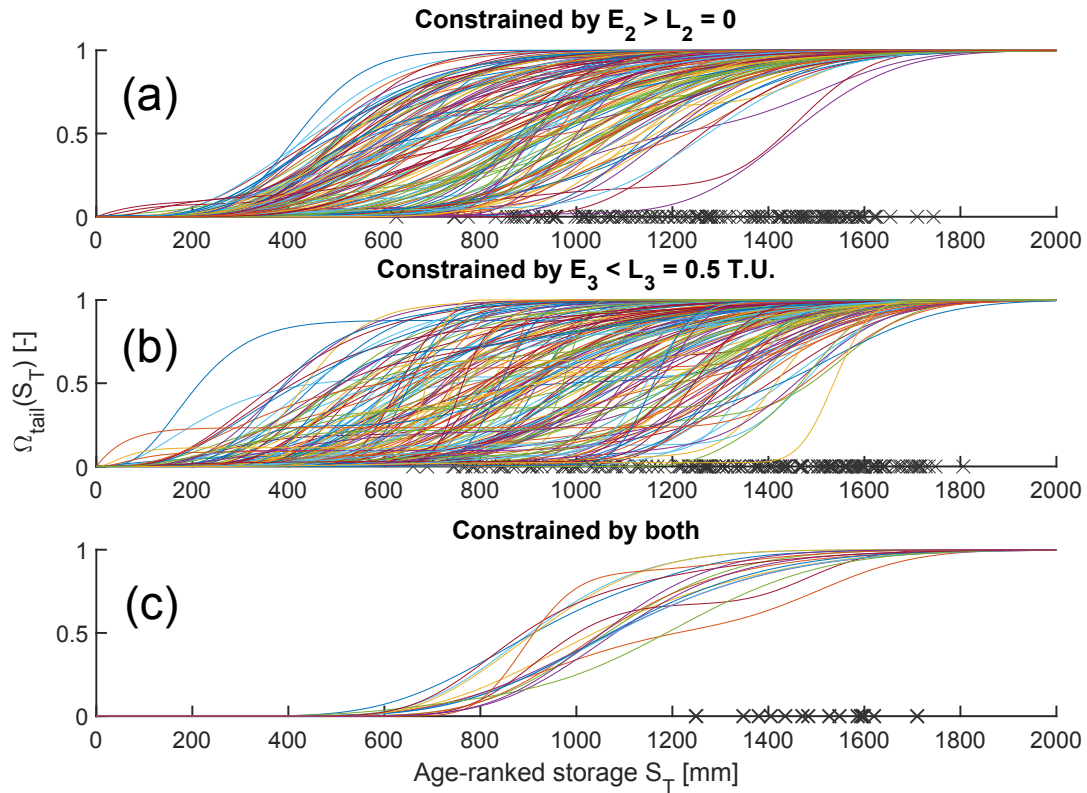 Constrained by E₂ > L₂ = 0
(a)
1
0.5
0
0 200 400 600 800 1000 1200 1400 1600 1800 2000
Constrained by E₃ < L₃ = 0.5 T.U.
(b)
1
0.5
0
Ω_tail(S_T) [-]
0 200 400 600 800 1000 1200 1400 1600 1800 2000
Constrained by both
(c)
1
0.5
0
0 200 400 600 800 1000 1200 1400 1600 1800 2000
Age-ranked storage S_T [mm]